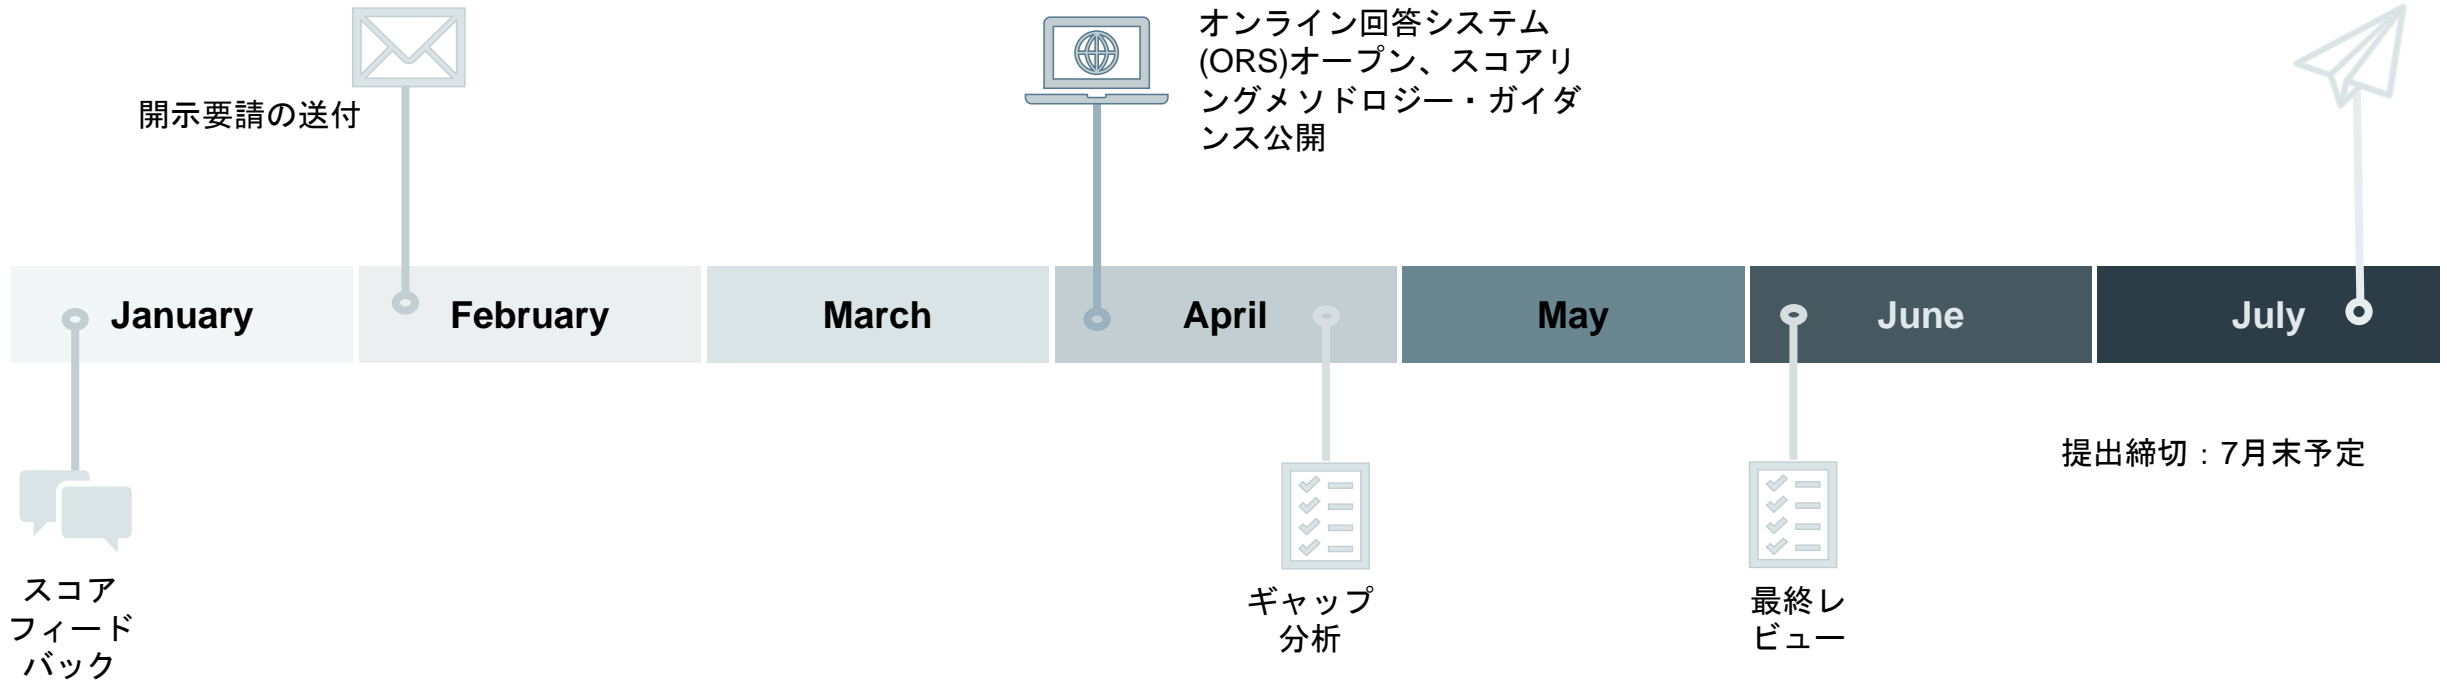 オンライン回答システム
(ORS)オープン、スコアリ
ングメソドロジー・ガイダ
ンス公開
開示要請の送付
January
February
March
April
May
June
July
提出締切：7月末予定
スコア
フィード
バック
ギャップ
分析
最終レ
ビュー